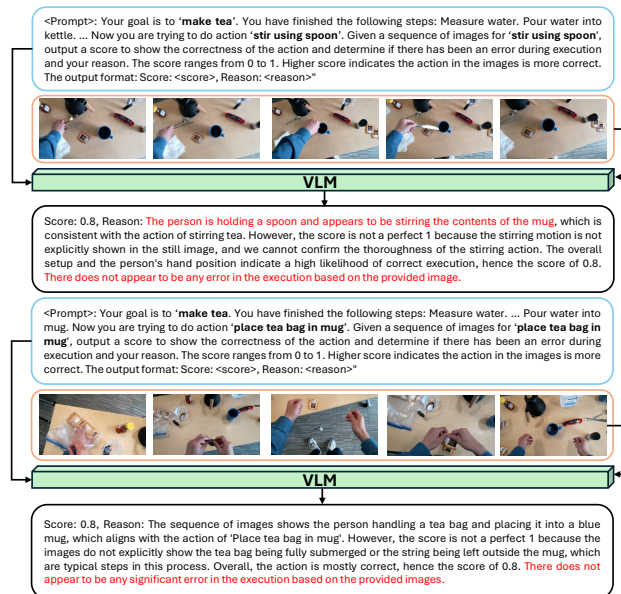 <Prompt>: Your goal is to ‘make tea’. You have finished the following steps: Measure water. Pour water into
kettle. ... Now you are trying to do action ‘stir using spoon’. Given a sequence of images for ‘stir using spoon’,
output a score to show the correctness of the action and determine if there has been an error during execution
and your reason. The score ranges from 0 to 1. Higher score indicates the action in the images is more correct.
The output format: Score: <score>, Reason: <reason>"
VLM
Score: 0.8, Reason: The person is holding a spoon and appears to be stirring the contents of the mug, which is
consistent with the action of stirring tea. However, the score is not a perfect 1 because the stirring motion is not
explicitly shown in the still image, and we cannot confirm the thoroughness of the stirring action. The overall
setup and the person's hand position indicate a high likelihood of correct execution, hence the score of 0.8.
There does not appear to be any error in the execution based on the provided image.
<Prompt>: Your goal is to ‘make tea. You have finished the following steps: Measure water. ... Pour water into
mug. Now you are trying to do action ‘place tea bag in mug’. Given a sequence of images for ‘place tea bag in
mug’, output a score to show the correctness of the action and determine if there has been an error during
execution and your reason. The score ranges from 0 to 1. Higher score indicates the action in the images is more
correct. The output format: Score: <score>, Reason: <reason>"
VLM
Score: 0.8, Reason: The sequence of images shows the person handling a tea bag and placing it into a blue
mug, which aligns with the action of 'Place tea bag in mug'. However, the score is not a perfect 1 because the
images do not explicitly show the tea bag being fully submerged or the string being left outside the mug, which
are typical steps in this process. Overall, the action is mostly correct, hence the score of 0.8. There does not
appear to be any significant error in the execution based on the provided images.